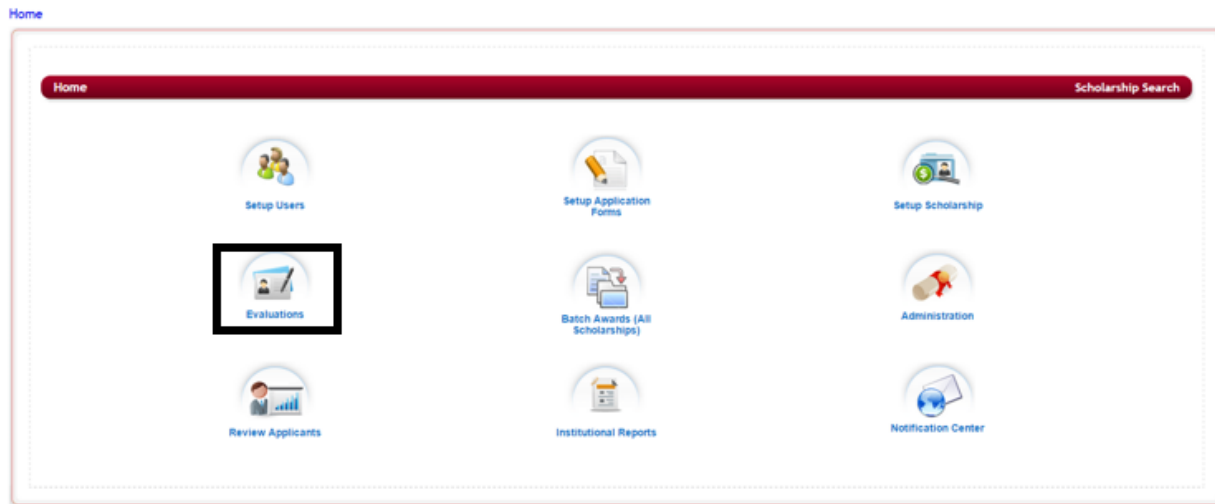 Home
Home
Scholarship Search
Setup Users
Setup Application
Forms
Setup Scholarship
Evaluations
Batch Awards (All
Scholarships)
Administration
Review Applicants
Institutional Reports
Notification Center